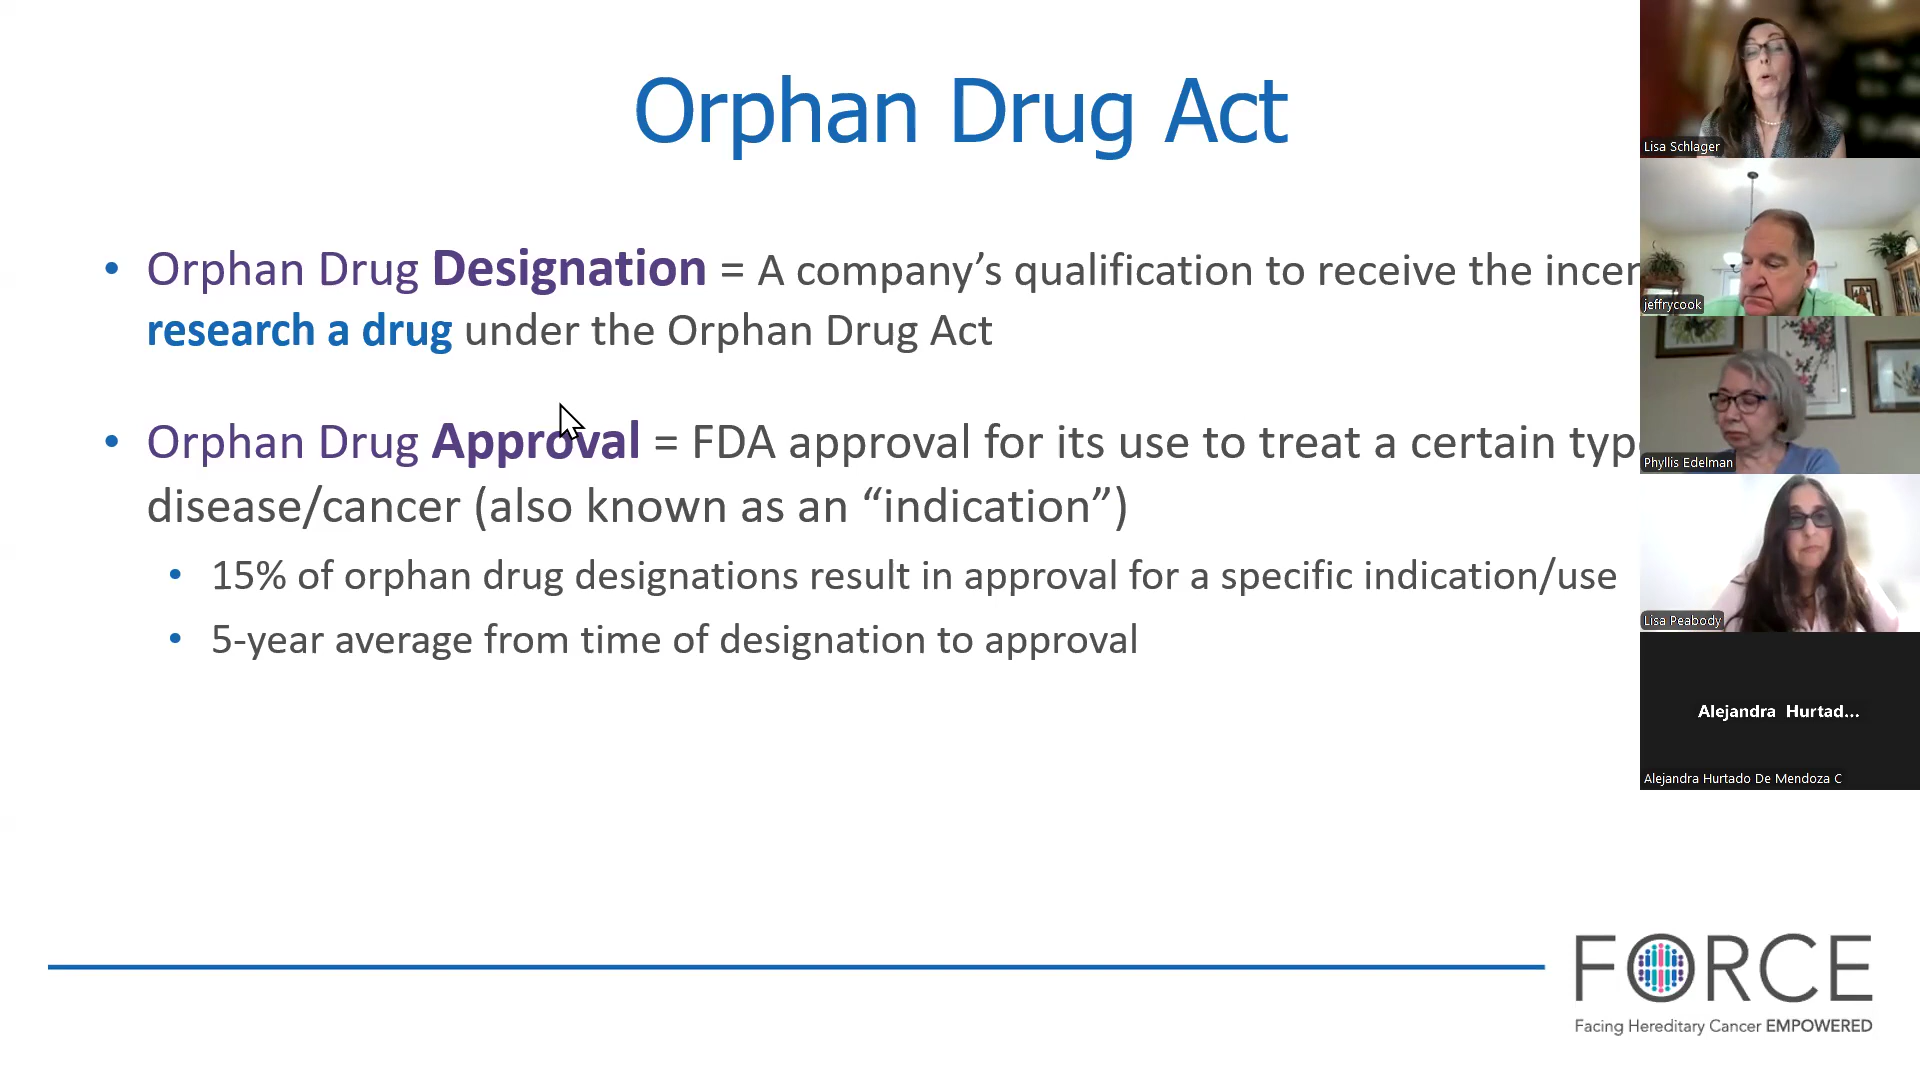 Orphan Drug Act
• Orphan Drug Designation = A company’s qualification to receive the
research a drug under the Orphan Drug Act
• Orphan Drug Approval = FDA approval for its use to treat a certain
disease/cancer (also known as an “indication”)
• 15% of orphan drug designations result in approval for a specific indication/use
• 5-year average from time of designation to approval
Lisa Schlager
jeffrycook
Phyllis Edelman
Lisa Peabody
Alejandra Hurtad...
Alejandra Hurtado De Mendoza C
FORCE
Facing Hereditary Cancer EMPOWERED